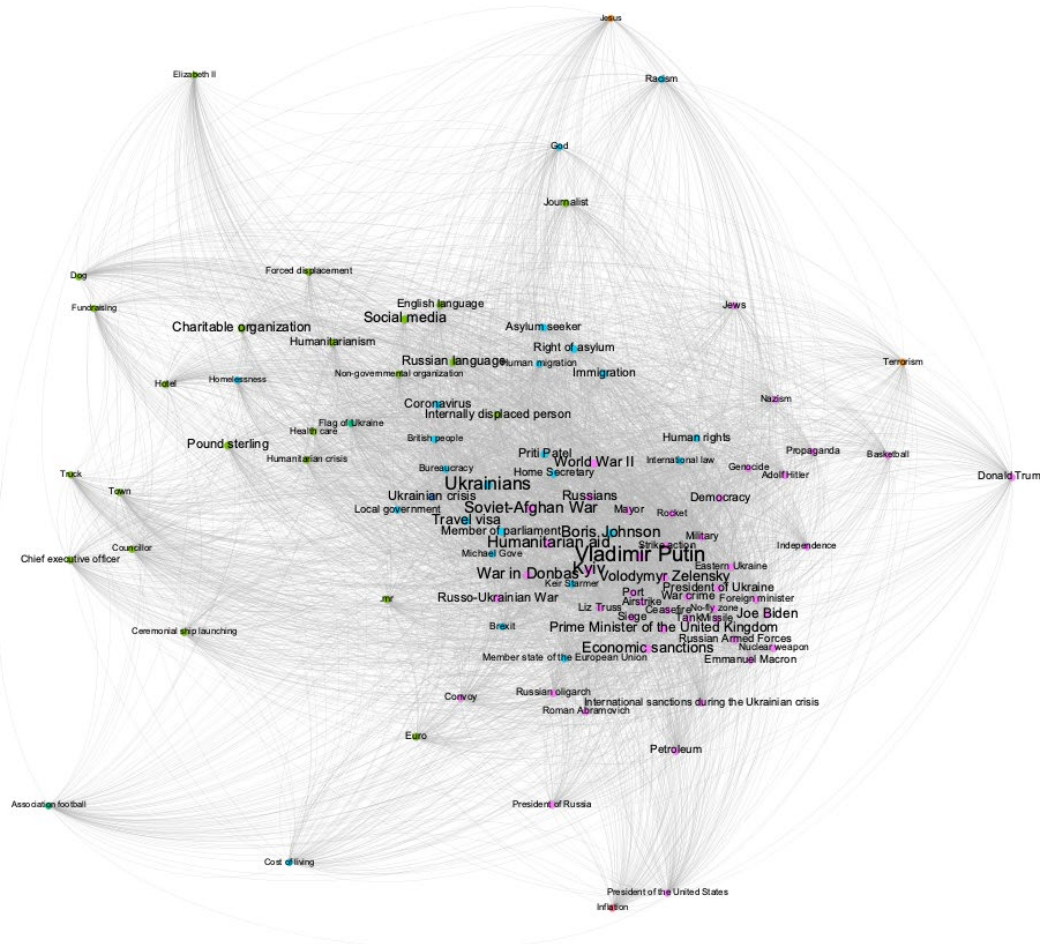 Jesus
Elizabeth II
Racism
God
Journalist
Dog
Forced displacement
Fundraising
English language
Jews
Social media
Charitable organization
Asylum seeker
Humanitarianism
Right of asylum
Russian language
Human migration
Terrorism
Non-governmental organization
Immigration
Hotel
Homelessness
Nazism
Coronavirus
Internally displaced person
Flag of Ukraine
Health care
British people
Human rights
Pound sterling
Priti Patel
Propaganda
Basketball
Humanitarian crisis
World War II
International law
Bureaucracy
Home Secretary
Genocide
Adolf Hitler
Truck
Donald Trum
Ukrainians
Town
Ukrainian crisis
Russians
Democracy
Local government
Soviet-Afghan War
Mayor
Rocket
Travel visa
Member of parliament
Boris Johnson
Military
Humanitarian aid
Strike action
Independence
Councillor
Chief executive officer
Michael Gove
Vladimir Putin
Kyiv
Eastern Ukraine
War in Donbas
Volodymyr Zelensky
Keir Starmer
President of Ukraine
.mr
Russo-Ukrainian War
Port
War crime
Foreign minister
Airstrike
Liz Truss
Ceasefire
No-fly zone
Joe Biden
Siege
Tank
Missile
Brexit
Prime Minister of the United Kingdom
Ceremonial ship launching
Russian Armed Forces
Economic sanctions
Nuclear weapon
Member state of the European Union
Emmanuel Macron
Convoy
Russian oligarch
International sanctions during the Ukrainian crisis
Roman Abramovich
Euro
Petroleum
Association football
President of Russia
Cost of living
President of the United States
Inflation